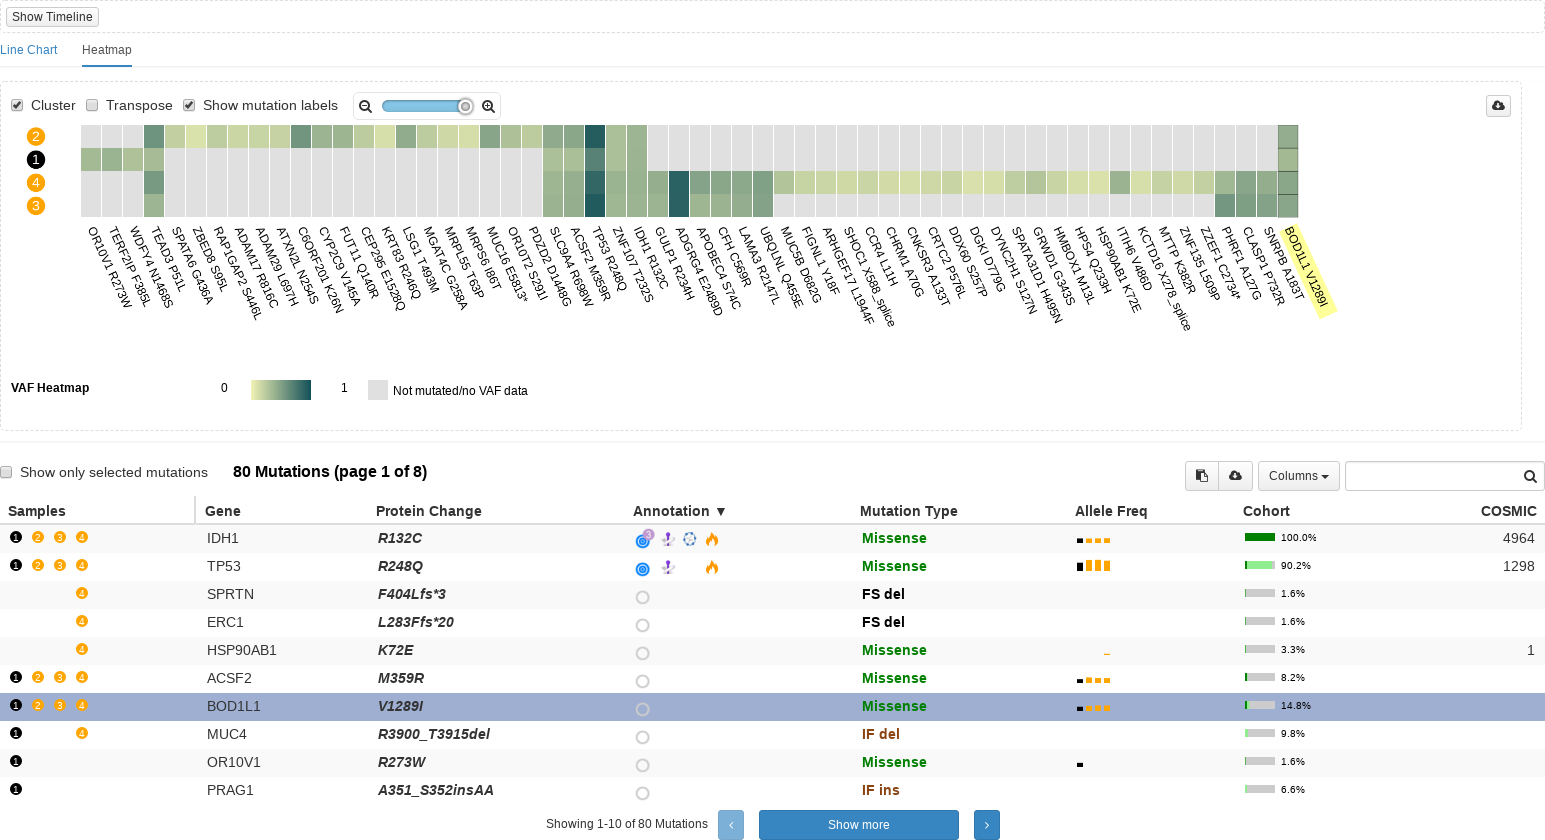 Show Timeline
Line Chart Heatmap
Cluster Transpose Show mutation labels
2
1
4
3
OR10V1 R273W
TERF2IP F385L
WDFY4 N1468S
TEAD3 P51L
SPATA6 G436A
ZBED8 S95L
RAP1GAP2 S446L
ADAM17 R816C
ADAM29 L697H
ATXN2L N254S
C6ORF201 K26N
CYP2C9 V145A
FUT11 Q140R
CEP295 E1528Q
KRT83 R246Q
LSG1 T493M
MGAT4C G258A
MRPL55 T63P
MRPS6 I86T
MUC16 E5813*
OR10T2 S291I
PDZD2 D1448G
SLC9A4 R698W
ACSF2 M359R
TP53 R248Q
ZNF107 T232S
IDH1 R132C
GULP1 R234H
ADGRG4 E2489D
APOBEC4 S74C
CFH C569R
LAMA3 R2147L
UBQLNL Q455E
MUC5B D682G
FIGNL1 Y18F
ARHGEF17 L1944F
SHOC1 X588_splice
CCR4 L11H
CHRM1 A70G
CNKSR3 A133T
CRTC2 P576L
DDX60 S257P
DGKI D779G
DYNC2H1 S127N
SPATA31D1 H495N
GRWD1 G343S
HMBOX1 M13L
HPS4 Q233H
HSP90AB1 K72E
ITIH6 V486D
KCTD16 X278_splice
MTTP K382R
ZNF135 L509P
ZZEF1 C2734*
PHRF1 A127G
CLASP1 P732R
SNRPB A183T
BOD1L1 V1289I
VAF Heatmap 0 1 Not mutated/no VAF data
Show only selected mutations 80 Mutations (page 1 of 8) Columns
Samples Gene Protein Change Annotation ▼ Mutation Type Allele Freq Cohort COSMIC
1 2 3 4 IDH1 R132C 3 Missense 100.0% 4964
1 2 3 4 TP53 R248Q Missense 90.2% 1298
4 SPRTN F404Lfs*3 FS del 1.6%
4 ERC1 L283Ffs*20 FS del 1.6%
4 HSP90AB1 K72E Missense 3.3% 1
1 2 3 4 ACSF2 M359R Missense 8.2%
1 2 3 4 BOD1L1 V1289I Missense 14.8%
1 4 MUC4 R3900_T3915del IF del 9.8%
1 OR10V1 R273W Missense 1.6%
1 PRAG1 A351_S352insAA IF ins 6.6%
Showing 1-10 of 80 Mutations ‹ Show more ›